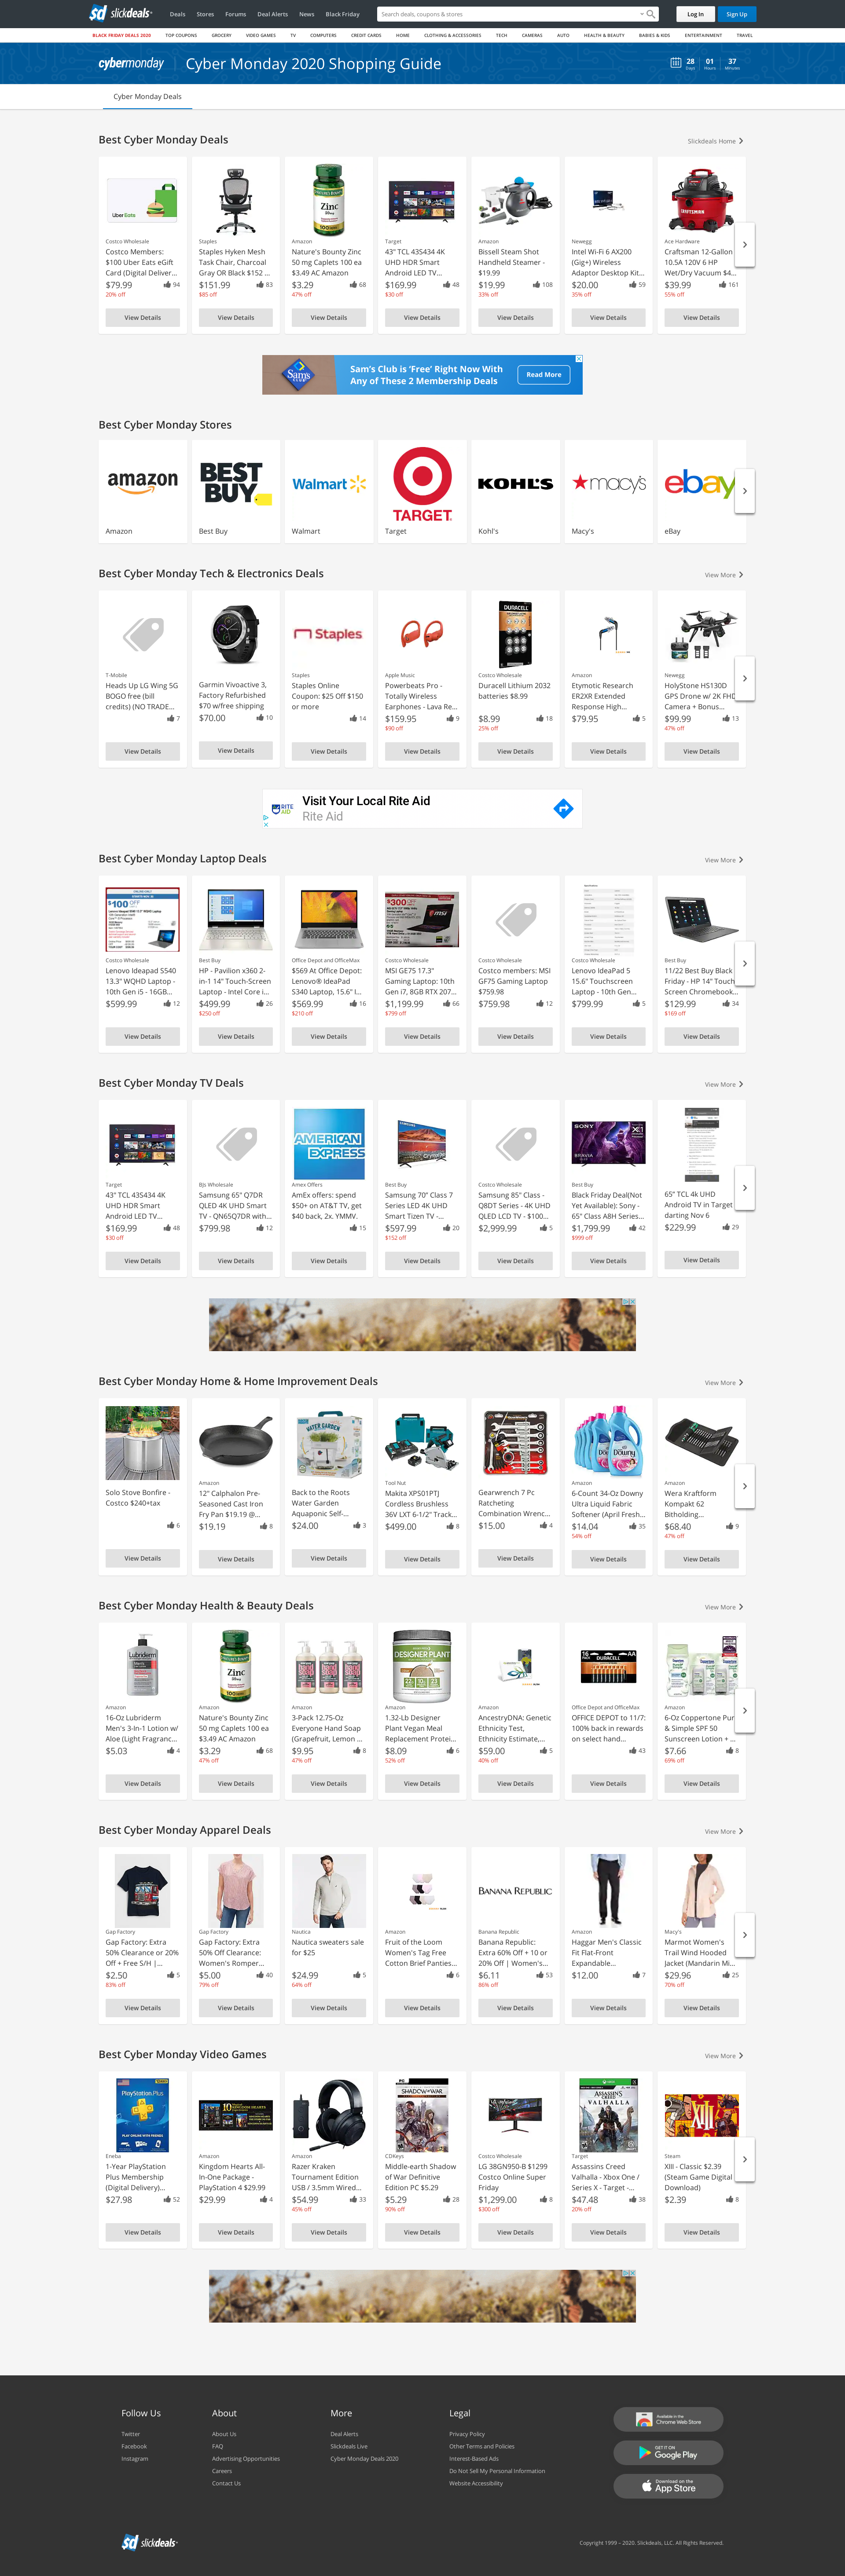 slickdeals
Deals Stores Forums Deal Alerts News Black Friday
Search deals, coupons & stores
Log In Sign Up
BLACK FRIDAY DEALS 2020 TOP COUPONS GROCERY VIDEO GAMES TV COMPUTERS CREDIT CARDS HOME CLOTHING & ACCESSORIES TECH CAMERAS AUTO HEALTH & BEAUTY BABIES & KIDS ENTERTAINMENT TRAVEL
cybermonday Cyber Monday 2020 Shopping Guide
28 01 37
Days Hours Minutes
Cyber Monday Deals
Best Cyber Monday Deals
Slickdeals Home
Costco Wholesale Staples Amazon Target Amazon Newegg Ace Hardware
Costco Members: Staples Hyken Mesh Nature's Bounty Zinc 43" TCL 43S434 4K Bissell Steam Shot Intel Wi-Fi 6 AX200 Craftsman 12-Gallon
$100 Uber Eats eGift Task Chair, Charcoal 50 mg Caplets 100 ea UHD HDR Smart Handheld Steamer - (Gig+) Wireless 10.5A 120V 6 HP
Card (Digital Deliver... Gray OR Black $152 ... $3.49 AC Amazon Android LED TV... $19.99 Adaptor Desktop Kit... Wet/Dry Vacuum $4...
$79.99 94 $151.99 83 $3.29 68 $169.99 48 $19.99 108 $20.00 59 $39.99 161
20% off $85 off 47% off $30 off 33% off 35% off 55% off
View Details View Details View Details View Details View Details View Details View Details
Sam's Club is 'Free' Right Now With
Any of These 2 Membership Deals
Read More
Best Cyber Monday Stores
amazon BEST BUY Walmart TARGET KOHL'S macy's ebay
Amazon Best Buy Walmart Target Kohl's Macy's eBay
Best Cyber Monday Tech & Electronics Deals
View More
T-Mobile Staples Apple Music Costco Wholesale Amazon Newegg
Heads Up LG Wing 5G Garmin Vivoactive 3, Staples Online Powerbeats Pro - Duracell Lithium 2032 Etymotic Research HolyStone HS130D
BOGO free (bill Factory Refurbished Coupon: $25 Off $150 Totally Wireless batteries $8.99 ER2XR Extended GPS Drone w/ 2K FHD
credits) (NO TRADE... $70 w/free shipping or more Earphones - Lava Re... Response High... Camera + Bonus...
7 $70.00 10 14 $159.95 9 $8.99 18 $79.95 5 $99.99 13
$90 off 25% off 47% off
View Details View Details View Details View Details View Details View Details View Details
RITE AID
Visit Your Local Rite Aid
Rite Aid
Best Cyber Monday Laptop Deals
View More
Costco Wholesale Best Buy Office Depot and OfficeMax Costco Wholesale Costco Wholesale Costco Wholesale Best Buy
Lenovo Ideapad S540 HP - Pavilion x360 2- $569 At Office Depot: MSI GE75 17.3" Costco members: MSI Lenovo IdeaPad 5 11/22 Best Buy Black
13.3" WQHD Laptop - in-1 14" Touch-Screen Lenovo® IdeaPad Gaming Laptop: 10th GF75 Gaming Laptop 15.6" Touchscreen Friday - HP 14" Touch
10th Gen i5 - 16GB... Laptop - Intel Core i... S340 Laptop, 15.6" I... Gen i7, 8GB RTX 207... $759.98 Laptop - 10th Gen... Screen Chromebook...
$599.99 12 $499.99 26 $569.99 16 $1,199.99 66 $759.98 12 $799.99 5 $129.99 34
$250 off $210 off $799 off $169 off
View Details View Details View Details View Details View Details View Details View Details
Best Cyber Monday TV Deals
View More
Target BJs Wholesale Amex Offers Best Buy Costco Wholesale Best Buy
43" TCL 43S434 4K Samsung 65" Q7DR AmEx offers: spend Samsung 70" Class 7 Samsung 85" Class - Black Friday Deal(Not 65" TCL 4k UHD
UHD HDR Smart QLED 4K UHD Smart $50+ on AT&T TV, get Series LED 4K UHD Q8DT Series - 4K UHD Yet Available): Sony - Android TV in Target
Android LED TV... TV - QN65Q7DR with... $40 back, 2x. YMMV. Smart Tizen TV -... QLED LCD TV - $100... 65" Class A8H Series... darting Nov 6
$169.99 48 $799.98 12 15 $597.99 20 $2,999.99 5 $1,799.99 42 $229.99 29
$30 off $152 off $999 off
View Details View Details View Details View Details View Details View Details View Details
Best Cyber Monday Home & Home Improvement Deals
View More
Amazon Tool Nut Amazon Amazon
Solo Stove Bonfire - 12" Calphalon Pre- Back to the Roots Makita XPS01PTJ Gearwrench 7 Pc 6-Count 34-Oz Downy Wera Kraftform
Costco $240+tax Seasoned Cast Iron Water Garden Cordless Brushless Ratcheting Ultra Liquid Fabric Kompakt 62
Fry Pan $19.19 @... Aquaponic Self-... 36V LXT 6-1/2" Track... Combination Wrenc... Softener (April Fresh... Bitholding...
6 $19.19 8 $24.00 3 $499.00 8 $15.00 4 $14.04 35 $68.40 9
54% off 47% off
View Details View Details View Details View Details View Details View Details View Details
Best Cyber Monday Health & Beauty Deals
View More
Amazon Amazon Amazon Amazon Amazon Office Depot and OfficeMax Amazon
16-Oz Lubriderm Nature's Bounty Zinc 3-Pack 12.75-Oz 1.32-Lb Designer AncestryDNA: Genetic OFFICE DEPOT to 11/7: 6-Oz Coppertone Pur
Men's 3-In-1 Lotion w/ 50 mg Caplets 100 ea Everyone Hand Soap Plant Vegan Meal Ethnicity Test, 100% back in rewards & Simple SPF 50
Aloe (Light Fragranc... $3.49 AC Amazon (Grapefruit, Lemon ... Replacement Protei... Ethnicity Estimate,... on select hand... Sunscreen Lotion + ...
$5.03 4 $3.29 68 $9.95 8 $8.09 6 $59.00 5 43 $7.66 8
47% off 47% off 52% off 40% off 69% off
View Details View Details View Details View Details View Details View Details View Details
Best Cyber Monday Apparel Deals
View More
BANANA REPUBLIC
Gap Factory Gap Factory Nautica Amazon Banana Republic Amazon Macy's
Gap Factory: Extra Gap Factory: Extra Nautica sweaters sale Fruit of the Loom Banana Republic: Haggar Men's Classic Marmot Women's
50% Clearance or 20% 50% Off Clearance: for $25 Women's Tag Free Extra 60% Off + 10 or Fit Flat-Front Trail Wind Hooded
Off + Free S/H |... Women's Romper... Cotton Brief Panties... 20% Off | Women's... Expandable... Jacket (Mandarin Mi...
$2.50 5 $5.00 40 $24.99 5 6 $6.11 53 $12.00 7 $29.96 25
83% off 79% off 64% off 86% off 70% off
View Details View Details View Details View Details View Details View Details View Details
Best Cyber Monday Video Games
View More
Eneba Amazon Amazon CDKeys Costco Wholesale Target Steam
1-Year PlayStation Kingdom Hearts All- Razer Kraken Middle-earth Shadow LG 38GN950-B $1299 Assassins Creed XIII - Classic $2.39
Plus Membership In-One Package - Tournament Edition of War Definitive Costco Online Super Valhalla - Xbox One / (Steam Game Digital
(Digital Delivery)... PlayStation 4 $29.99 USB / 3.5mm Wired... Edition PC $5.29 Friday Series X - Target -... Download)
$27.98 52 $29.99 4 $54.99 33 $5.29 28 $1,299.00 8 $47.48 38 $2.39 8
45% off 90% off $300 off 20% off
View Details View Details View Details View Details View Details View Details View Details
Follow Us About More Legal
Twitter About Us Deal Alerts Privacy Policy
Facebook FAQ Slickdeals Live Other Terms and Policies
Instagram Advertising Opportunities Cyber Monday Deals 2020 Interest-Based Ads
Careers Do Not Sell My Personal Information
Contact Us Website Accessibility
Available in the
Chrome Web Store
GET IT ON
Google Play
Download on the
App Store
slickdeals
Copyright 1999 - 2020. Slickdeals, LLC. All Rights Reserved.